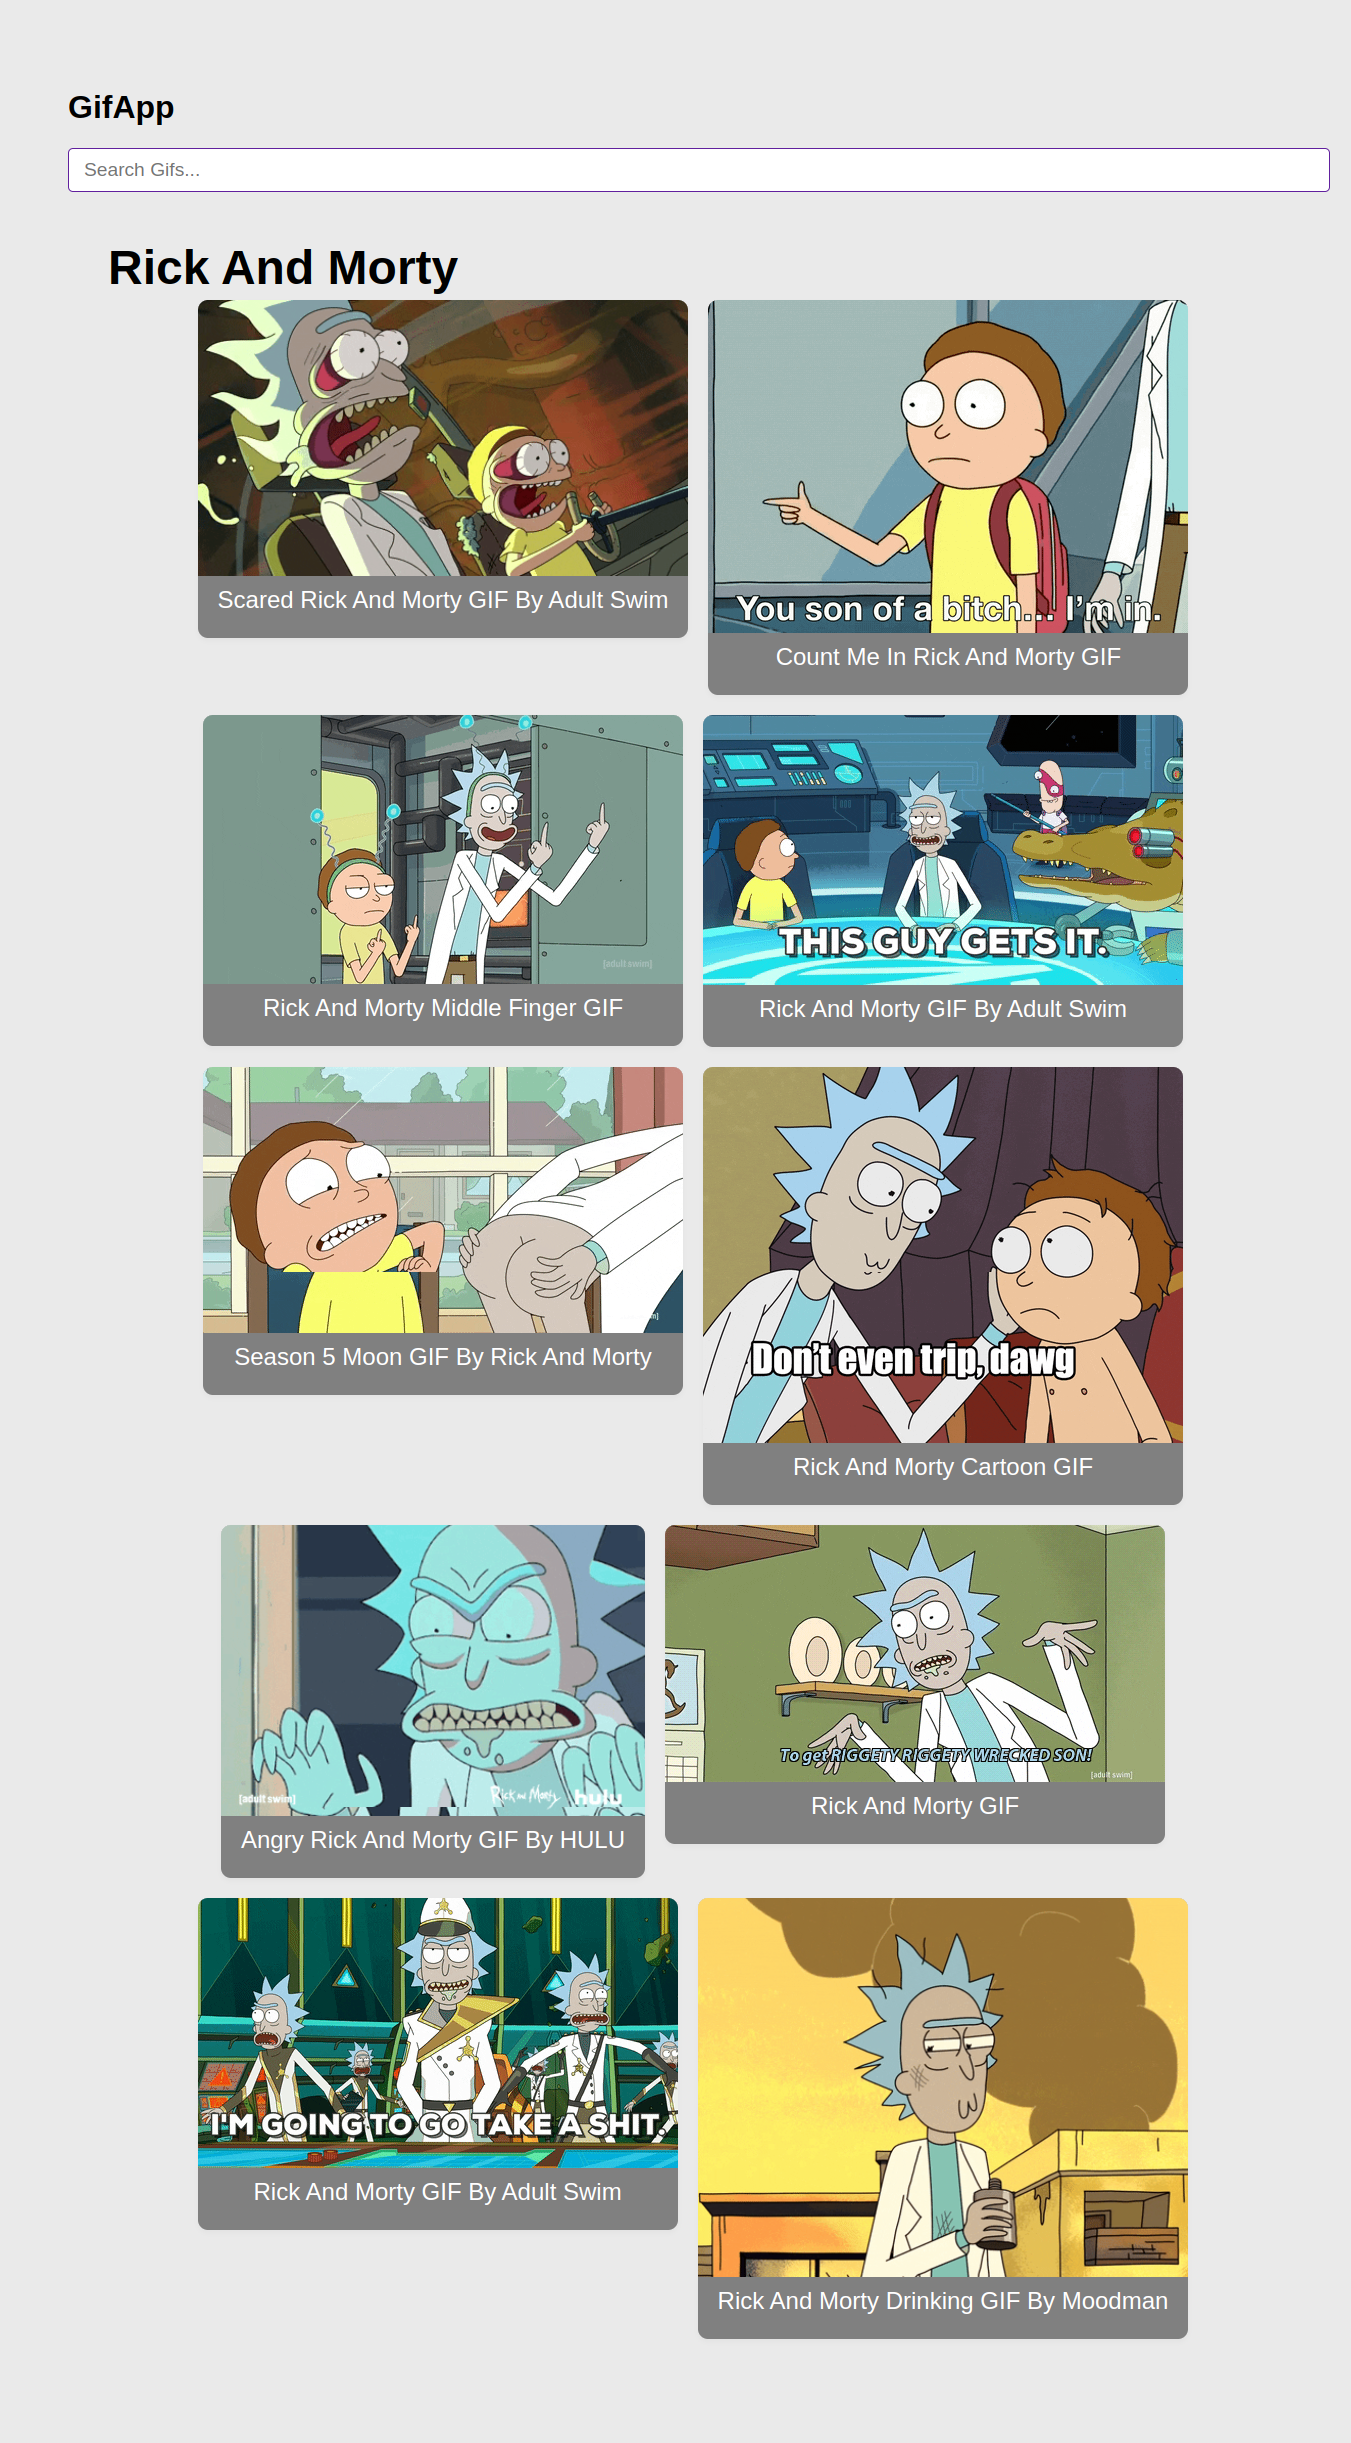 GifApp
Search Gifs...
Rick And Morty
Scared Rick And Morty GIF By Adult Swim
You son of a bitch... I'm in.
Count Me In Rick And Morty GIF
[adult swim]
Rick And Morty Middle Finger GIF
THIS GUY GETS IT.
Rick And Morty GIF By Adult Swim
Season 5 Moon GIF By Rick And Morty
Don't even trip, dawg
Rick And Morty Cartoon GIF
[adult swim]
Rick and Morty
hulu
Angry Rick And Morty GIF By HULU
To get RIGGETY RIGGETY WRECKED SON!
[adult swim]
Rick And Morty GIF
I'M GOING TO GO TAKE A SHIT.
Rick And Morty GIF By Adult Swim
Rick And Morty Drinking GIF By Moodman